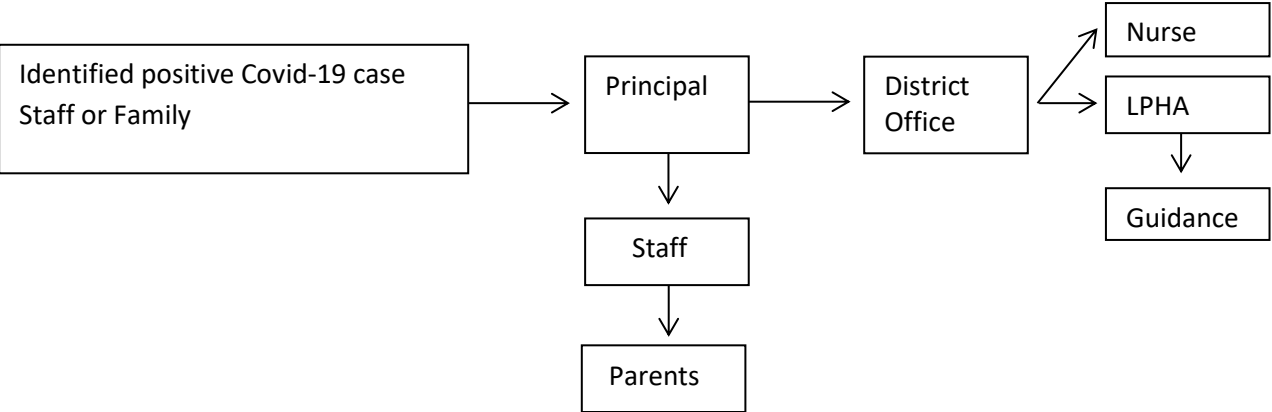 Identified positive Covid-19 case
Staff or Family
Principal
District
Office
Nurse
LPHA
Guidance
Staff
Parents